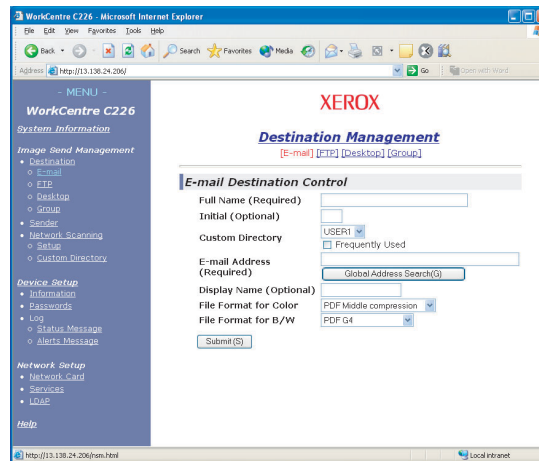 WorkCentre C226 - Microsoft Internet Explorer
File Edit View Favorites Tools Help
Back Search Favorites Media
Address http://13.138.24.206/ Go Open with Word
- MENU -
WorkCentre C226
System Information
Image Send Management
Destination
E-mail
FTP
Desktop
Group
Sender
Network Scanning
Setup
Custom Directory
Device Setup
Information
Passwords
Log
Status Message
Alerts Message
Network Setup
Network Card
Services
LDAP
Help
XEROX
Destination Management
[E-mail] [FTP] [Desktop] [Group]
E-mail Destination Control
Full Name (Required)
Initial (Optional)
Custom Directory USER1
Frequently Used
E-mail Address
(Required) Global Address Search(G)
Display Name (Optional)
File Format for Color PDF Middle compression
File Format for B/W PDF G4
Submit(S)
http://13.138.24.206/nsm.html Local intranet